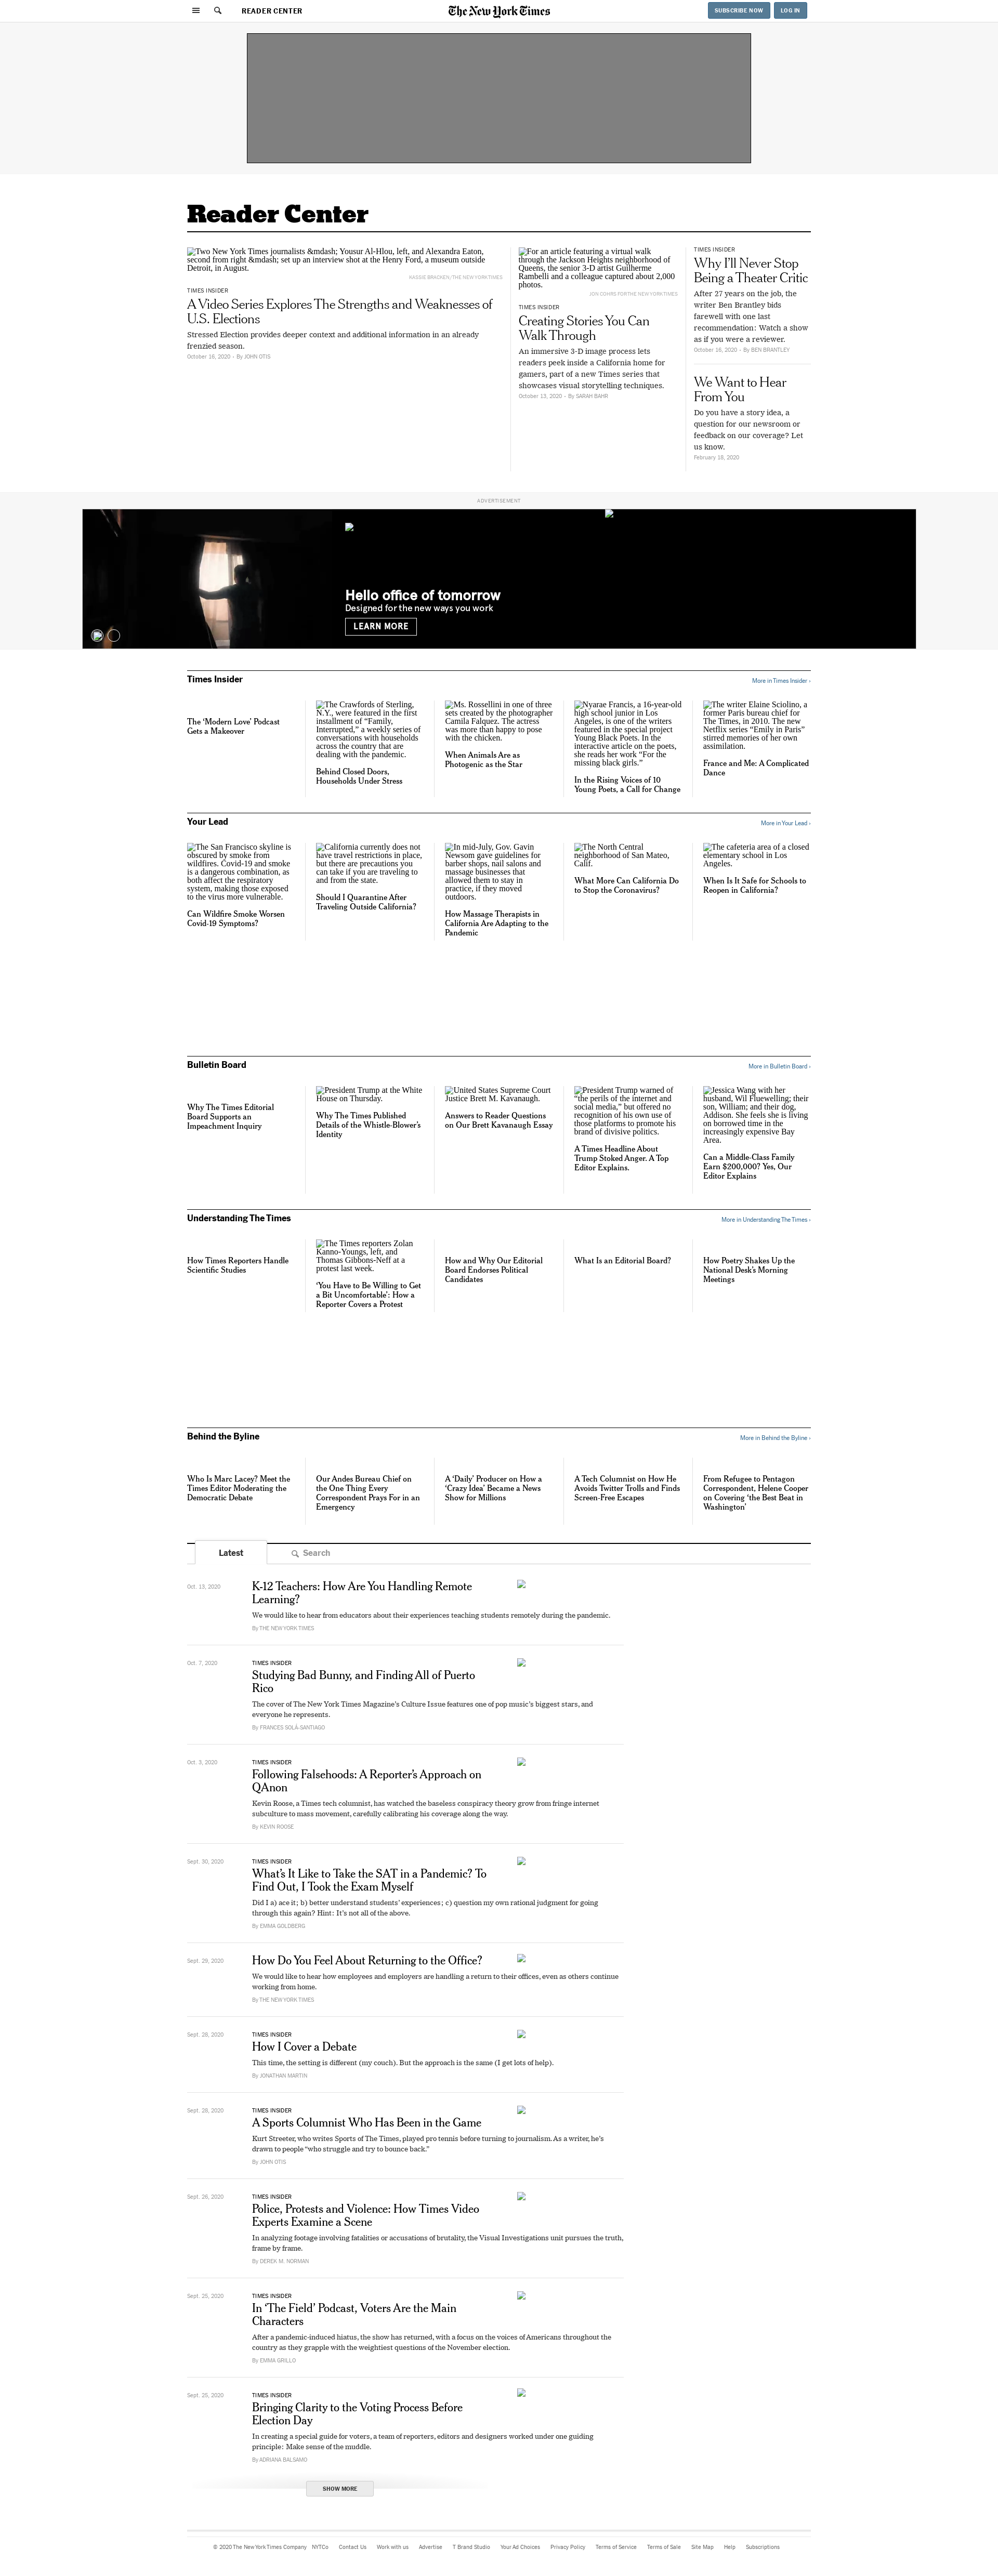 READER CENTER
The New York Times
SUBSCRIBE NOW
LOG IN
Reader Center
Two New York Times journalists &mdash; Yousur Al-Hlou, left, and Alexandra Eaton,
second from right &mdash; set up an interview shot at the Henry Ford, a museum outside
Detroit, in August.
HASSIE BRACKEN/THE NEW YORK TIMES
TIMES INSIDER
A Video Series Explores The Strengths and Weaknesses of
U.S. Elections
Stressed Election provides deeper context and additional information in an already
frenzied season.
October 16, 2020 - By JOHN OTIS
For an article featuring a virtual walk
through the Jackson Heights neighborhood of
Queens, the senior 3-D artist Guilherme
Rambelli and a colleague captured about 2,000
photos.
JON COHRS FOR THE NEW YORK TIMES
TIMES INSIDER
Creating Stories You Can
Walk Through
An immersive 3-D image process lets
readers peek inside a California home for
gamers, part of a new Times series that
showcases visual storytelling techniques.
October 13, 2020 - By SARAH BAHR
TIMES INSIDER
Why I'll Never Stop
Being a Theater Critic
After 27 years on the job, the
writer Ben Brantley bids
farewell with one last
recommendation: Watch a show
as if you were a reviewer.
October 16, 2020 - By BEN BRANTLEY
We Want to Hear
From You
Do you have a story idea, a
question for our newsroom or
feedback on our coverage? Let
us know.
February 18, 2020
ADVERTISEMENT
Hello office of tomorrow
Designed for the new ways you work
LEARN MORE
Times Insider
More in Times Insider ›
The ‘Modern Love’ Podcast
Gets a Makeover
The Crawfords of Sterling,
N.Y., were featured in the first
installment of “Family,
Interrupted,” a weekly series of
conversations with households
across the country that are
dealing with the pandemic.
Behind Closed Doors,
Households Under Stress
Ms. Rossellini in one of three
sets created by the photographer
Camila Falquez. The actress
was more than happy to pose
with the chicken.
When Animals Are as
Photogenic as the Star
Nyarae Francis, a 16-year-old
high school junior in Los
Angeles, is one of the writers
featured in the special project
Young Black Poets. In the
interactive article on the poets,
she reads her work “For the
missing black girls.”
In the Rising Voices of 10
Young Poets, a Call for Change
The writer Elaine Sciolino, a
former Paris bureau chief for
The Times, in 2010. The new
Netflix series “Emily in Paris”
stirred memories of her own
assimilation.
France and Me: A Complicated
Dance
Your Lead
More in Your Lead ›
The San Francisco skyline is
obscured by smoke from
wildfires. Covid-19 and smoke
is a dangerous combination, as
both affect the respiratory
system, making those exposed
to the virus more vulnerable.
Can Wildfire Smoke Worsen
Covid-19 Symptoms?
California currently does not
have travel restrictions in place,
but there are precautions you
can take if you are traveling to
and from the state.
Should I Quarantine After
Traveling Outside California?
In mid-July, Gov. Gavin
Newsom gave guidelines for
barber shops, nail salons and
massage businesses that
allowed them to stay in
practice, if they moved
outdoors.
How Massage Therapists in
California Are Adapting to the
Pandemic
The North Central
neighborhood of San Mateo,
Calif.
What More Can California Do
to Stop the Coronavirus?
The cafeteria area of a closed
elementary school in Los
Angeles.
When Is It Safe for Schools to
Reopen in California?
Bulletin Board
More in Bulletin Board ›
Why The Times Editorial
Board Supports an
Impeachment Inquiry
President Trump at the White
House on Thursday.
Why The Times Published
Details of the Whistle-Blower’s
Identity
United States Supreme Court
Justice Brett M. Kavanaugh.
Answers to Reader Questions
on Our Brett Kavanaugh Essay
President Trump warned of
“the perils of the internet and
social media,” but offered no
recognition of his own use of
those platforms to promote his
brand of divisive politics.
A Times Headline About
Trump Stoked Anger. A Top
Editor Explains.
Jessica Wang with her
husband, Wil Fluewelling; their
son, William; and their dog,
Addison. She feels she is living
on borrowed time in the
increasingly expensive Bay
Area.
Can a Middle-Class Family
Earn $200,000? Yes, Our
Editor Explains
Understanding The Times
More in Understanding The Times ›
How Times Reporters Handle
Scientific Studies
The Times reporters Zolan
Kanno-Youngs, left, and
Thomas Gibbons-Neff at a
protest last week.
‘You Have to Be Willing to Get
a Bit Uncomfortable’: How a
Reporter Covers a Protest
How and Why Our Editorial
Board Endorses Political
Candidates
What Is an Editorial Board?
How Poetry Shakes Up the
National Desk’s Morning
Meetings
Behind the Byline
More in Behind the Byline ›
Who Is Marc Lacey? Meet the
Times Editor Moderating the
Democratic Debate
Our Andes Bureau Chief on
the One Thing Every
Correspondent Prays For in an
Emergency
A ‘Daily’ Producer on How a
‘Crazy Idea’ Became a News
Show for Millions
A Tech Columnist on How He
Avoids Twitter Trolls and Finds
Screen-Free Escapes
From Refugee to Pentagon
Correspondent, Helene Cooper
on Covering ‘the Best Beat in
Washington’
Latest
Search
Oct. 13, 2020
K-12 Teachers: How Are You Handling Remote
Learning?
We would like to hear from educators about their experiences teaching students remotely during the pandemic.
By THE NEW YORK TIMES
Oct. 7, 2020
TIMES INSIDER
Studying Bad Bunny, and Finding All of Puerto
Rico
The cover of The New York Times Magazine’s Culture Issue features one of pop music’s biggest stars, and
everyone he represents.
By FRANCES SOLÁ-SANTIAGO
Oct. 3, 2020
TIMES INSIDER
Following Falsehoods: A Reporter’s Approach on
QAnon
Kevin Roose, a Times tech columnist, has watched the baseless conspiracy theory grow from fringe internet
subculture to mass movement, carefully calibrating his coverage along the way.
By KEVIN ROOSE
Sept. 30, 2020
TIMES INSIDER
What’s It Like to Take the SAT in a Pandemic? To
Find Out, I Took the Exam Myself
Did I a) ace it; b) better understand students’ experiences; c) question my own rational judgment for going
through this again? Hint: It’s not all of the above.
By EMMA GOLDBERG
Sept. 29, 2020
How Do You Feel About Returning to the Office?
We would like to hear how employees and employers are handling a return to their offices, even as others continue
working from home.
By THE NEW YORK TIMES
Sept. 28, 2020
TIMES INSIDER
How I Cover a Debate
This time, the setting is different (my couch). But the approach is the same (I get lots of help).
By JONATHAN MARTIN
Sept. 28, 2020
TIMES INSIDER
A Sports Columnist Who Has Been in the Game
Kurt Streeter, who writes Sports of The Times, played pro tennis before turning to journalism. As a writer, he’s
drawn to people “who struggle and try to bounce back.”
By JOHN OTIS
Sept. 26, 2020
TIMES INSIDER
Police, Protests and Violence: How Times Video
Experts Examine a Scene
In analyzing footage involving fatalities or accusations of brutality, the Visual Investigations unit pursues the truth,
frame by frame.
By DEREK M. NORMAN
Sept. 25, 2020
TIMES INSIDER
In ‘The Field’ Podcast, Voters Are the Main
Characters
After a pandemic-induced hiatus, the show has returned, with a focus on the voices of Americans throughout the
country as they grapple with the weightiest questions of the November election.
By EMMA GRILLO
Sept. 25, 2020
TIMES INSIDER
Bringing Clarity to the Voting Process Before
Election Day
In creating a special guide for voters, a team of reporters, editors and designers worked under one guiding
principle: Make sense of the muddle.
By ADRIANA BALSAMO
SHOW MORE
© 2020 The New York Times Company NYTCo Contact Us Work with us Advertise T Brand Studio Your Ad Choices Privacy Policy Terms of Service Terms of Sale Site Map Help Subscriptions